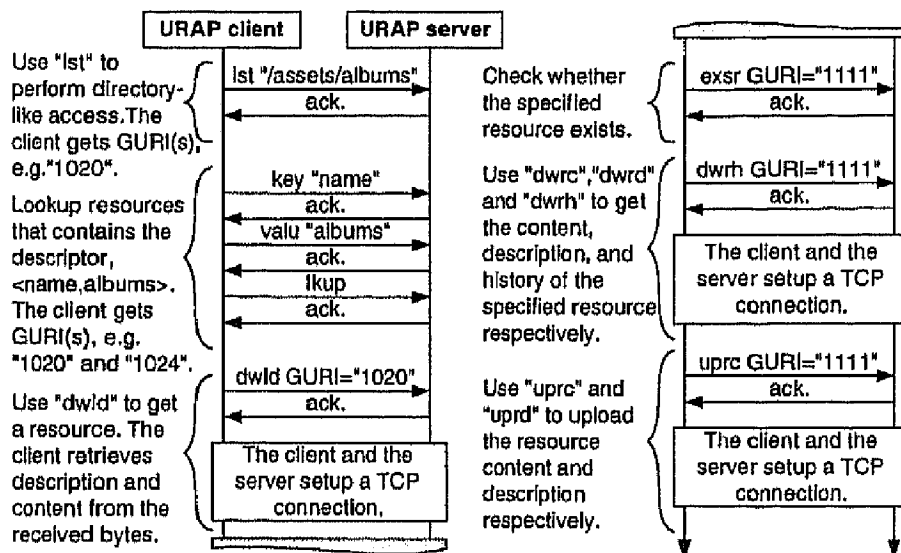 URAP client
URAP server
Use "lst" to
perform directory-
like access.The
client gets GURI(s),
e.g."1020".
lst "/assets/albums"
ack.
Lookup resources
that contains the
descriptor,
<name,albums>.
The client gets
GURI(s), e.g.
"1020" and "1024".
key "name"
ack.
valu "albums"
ack.
lkup
ack.
Use "dwld" to get
a resource. The
client retrieves
description and
content from the
received bytes.
dwld GURI="1020"
ack.
The client and the
server setup a TCP
connection.
Check whether
the specified
resource exists.
exsr GURI="1111"
ack.
Use "dwrc","dwrd"
and "dwrh" to get
the content,
description, and
history of the
specified resource
respectively.
dwrh GURI="1111"
ack.
The client and the
server setup a TCP
connection.
Use "uprc" and
"uprd" to upload
the resource
content and
description
respectively.
uprc GURI="1111"
ack.
The client and the
server setup a TCP
connection.